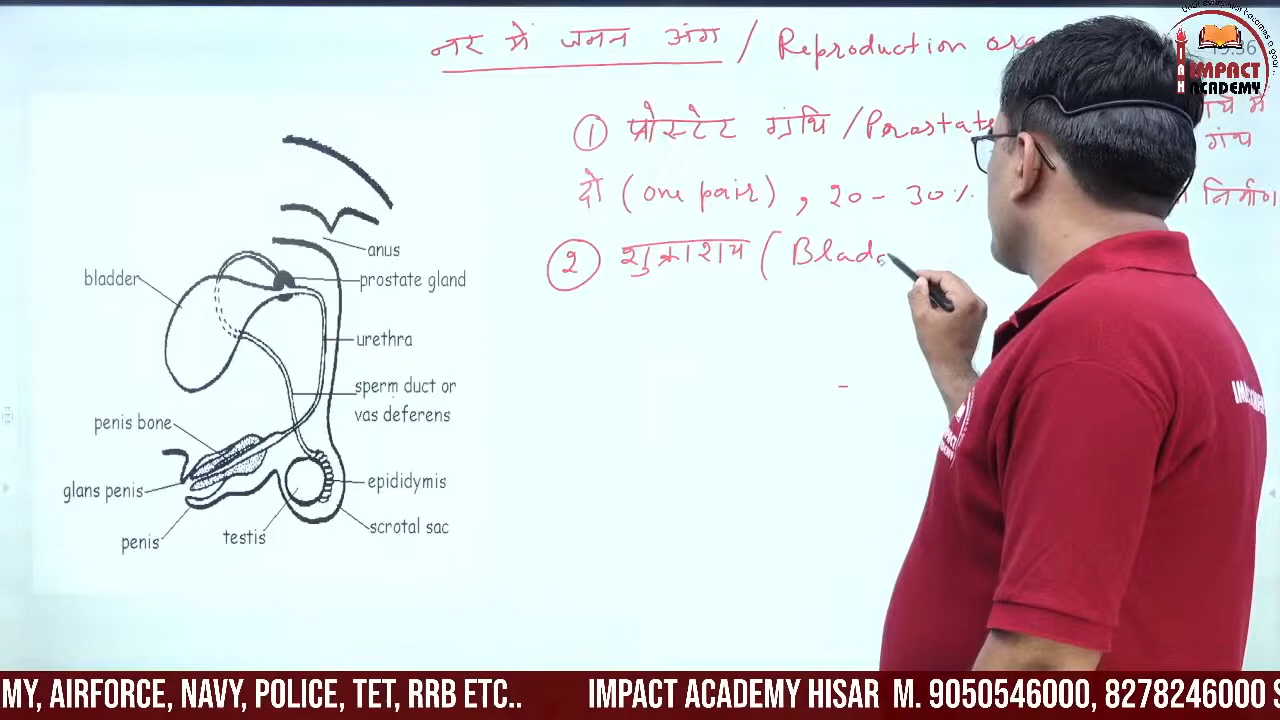 नर में जनन अंग / Reproduction
IMPACT
ACADEMY
① प्रोस्टेट ग्रंथि / Prostate
में
दो (one pair), 20 - 30%
निर्माण
② शुक्राशय (Blad
anus
bladder
prostate gland
urethra
sperm duct or
vas deferens
penis bone
epididymis
glans penis
scrotal sac
testis
penis
MY, AIRFORCE, NAVY, POLICE, TET, RRB ETC.. IMPACT ACADEMY HISAR M. 9050546000, 8278246000 S